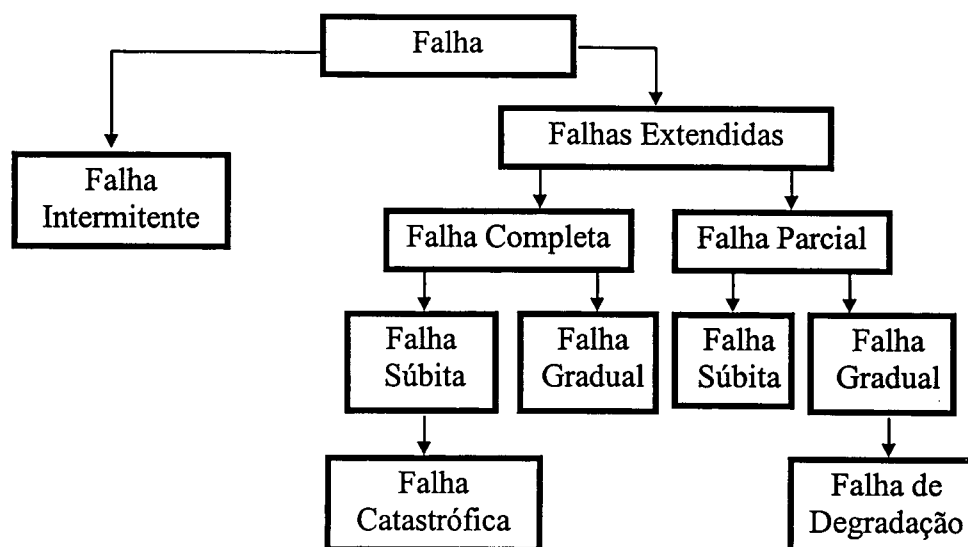 Falha
Falhas Extendidas
Falha
Intermitente
Falha Completa
Falha Parcial
Falha
Súbita
Falha
Gradual
Falha
Súbita
Falha
Gradual
Falha
Catastrófica
Falha de
Degradação